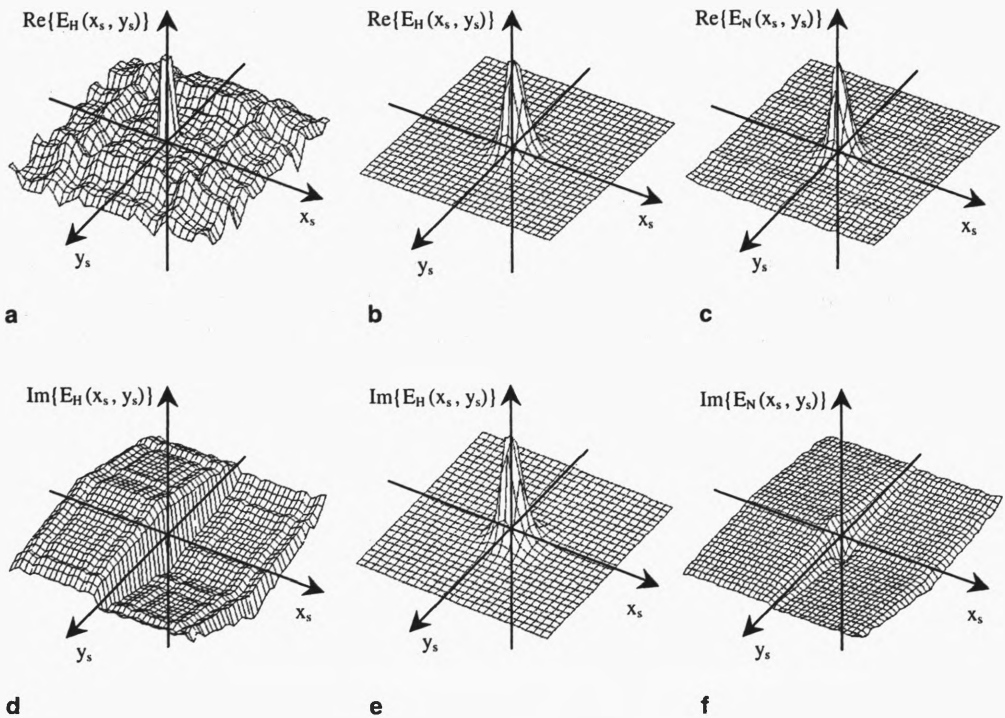 Re{E_H(x_s, y_s)}
x_s
y_s
a
Re{E_H(x_s, y_s)}
x_s
y_s
b
Re{E_N(x_s, y_s)}
x_s
y_s
c
Im{E_H(x_s, y_s)}
x_s
y_s
d
Im{E_H(x_s, y_s)}
x_s
y_s
e
Im{E_N(x_s, y_s)}
x_s
y_s
f